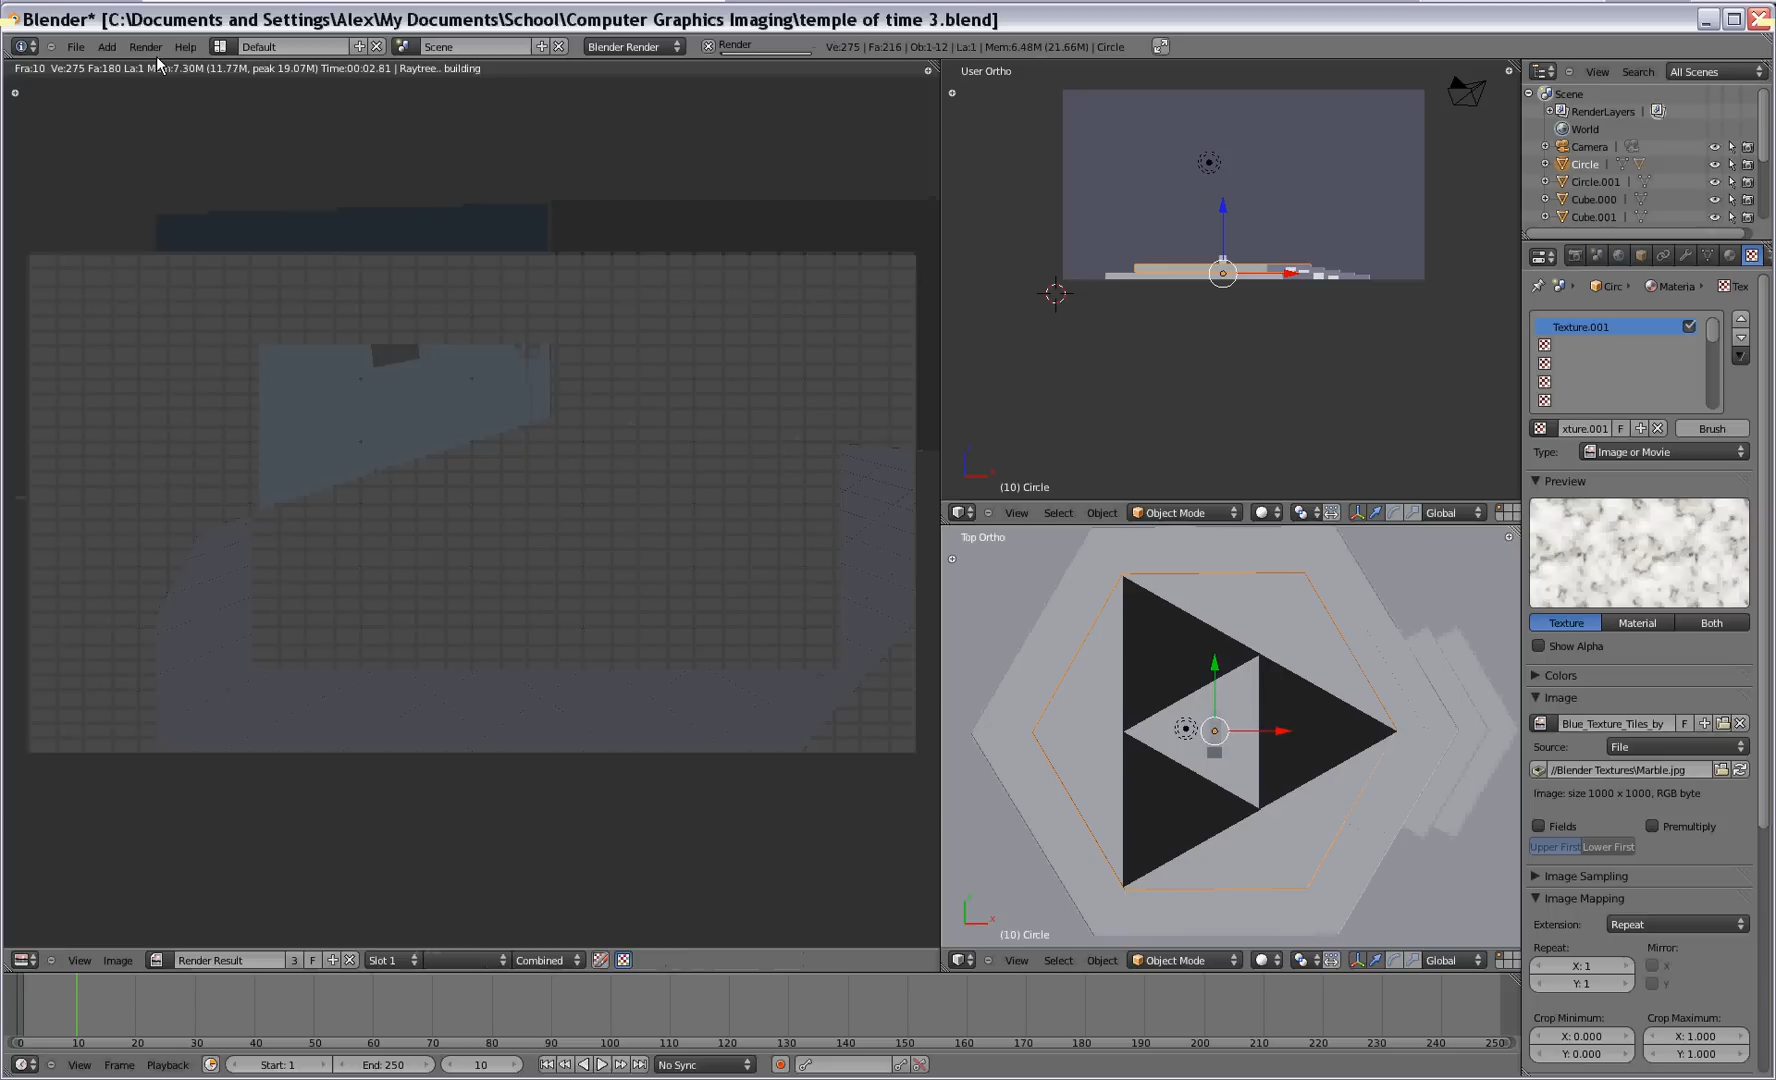 Blender* [C:\Documents and Settings\Alex\My Documents\School\Computer Graphics Imaging\temple of time 3.blend]
File Add Render Help Default Scene Blender Render Render Ve:275 | Fa:216 | Ob:1-12 | La:1 | Mem:6.48M (21.66M) | Circle
Fra:10 Ve:275 Fa:180 La:1 Mem:7.30M (11.77M, peak 19.07M) Time:00:02.81 | Raytree.. building
User Ortho
View Search All Scenes
Scene
RenderLayers |
World
Camera |
Circle |
Circle.001 |
Cube.000 |
Cube.001 |
Circ Materia Tex
Texture.001
xture.001 F Brush
Type: Image or Movie
Preview
(10) Circle
View Select Object Object Mode Global
Top Ortho
Texture Material Both
Show Alpha
Colors
Image
Blue_Texture_Tiles_by F
Source: File
//Blender Textures\Marble.jpg
Image: size 1000 x 1000, RGB byte
Fields Premultiply
Upper First Lower First
Image Sampling
Image Mapping
Extension: Repeat
Repeat: Mirror:
X: 1 x
Y: 1 y
Crop Minimum: Crop Maximum:
X: 0.000 X: 1.000
Y: 0.000 Y: 1.000
(10) Circle
View Image Render Result 3 F Slot 1 Combined
View Select Object Object Mode Global
0 10 20 30 40 50 60 70 80 90 100 110 120 130 140 150 160 170 180 190 200 210 220 230 240 250
View Frame Playback Start: 1 End: 250 10 No Sync